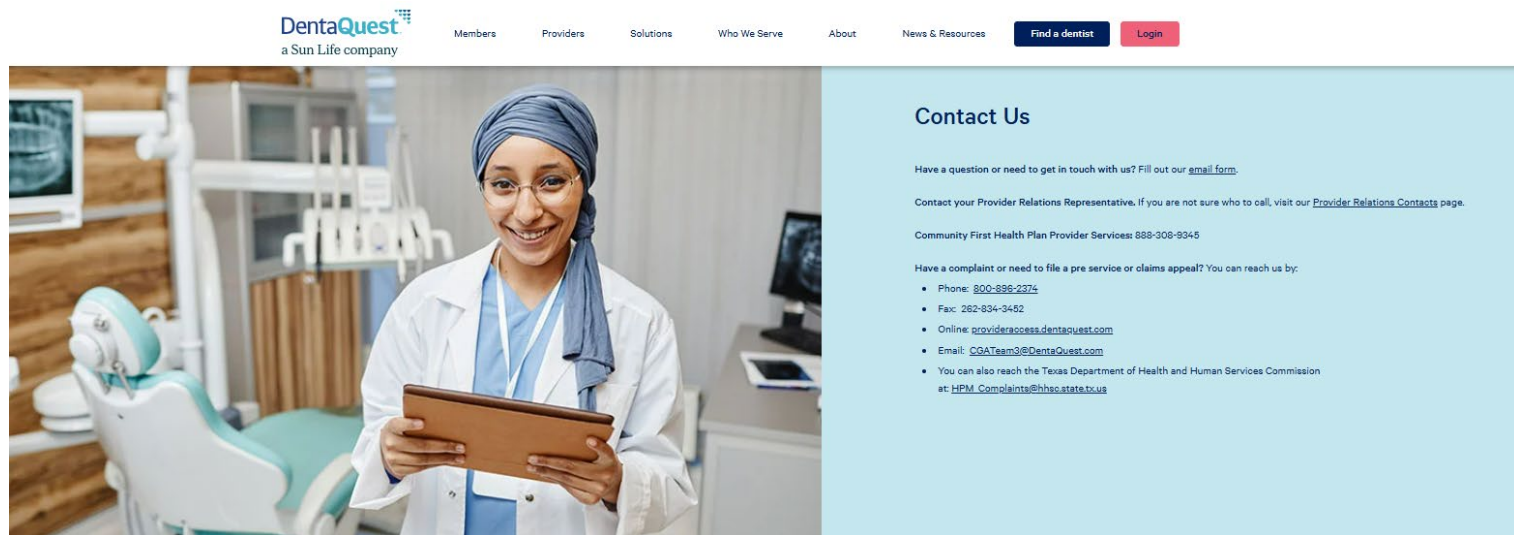 DentaQuest
a Sun Life company
Members
Providers
Solutions
Who We Serve
About
News & Resources
Find a dentist
Login
Contact Us
Have a question or need to get in touch with us? Fill out our email form.
Contact your Provider Relations Representative. If you are not sure who to call, visit our Provider Relations Contacts page.
Community First Health Plan Provider Services: 888-308-9345
Have a complaint or need to file a pre service or claims appeal? You can reach us by:
• Phone: 800-896-2374
• Fax: 262-834-3452
• Online: provideraccess.dentaquest.com
• Email: CGATeam3@DentaQuest.com
• You can also reach the Texas Department of Health and Human Services Commission
at: HPM_Complaints@hhsc.state.tx.us